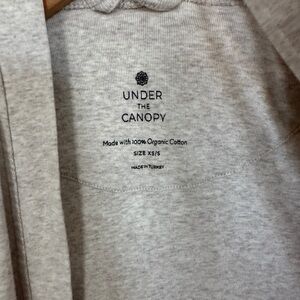 UNDER
THE
CANOPY
Made with 100% Organic Cotton
SIZE XS/S
MADE IN TURKEY